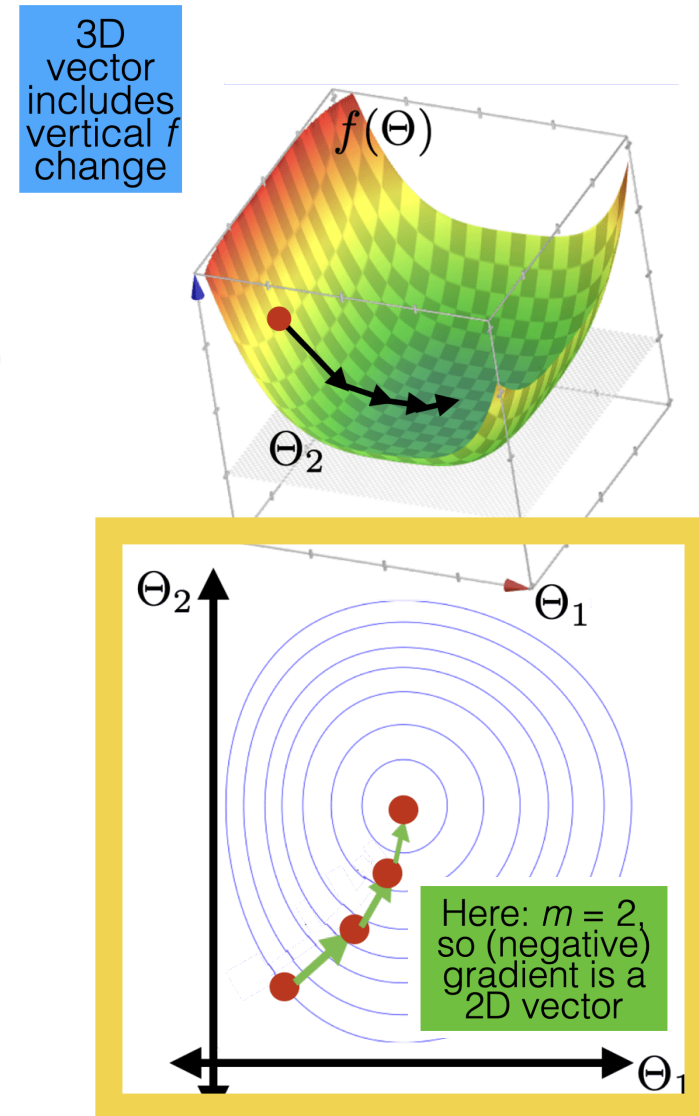 3D
vector
includes
vertical f
change
f(Θ)
Θ₂
Θ₁
Θ₂
Here: m = 2,
so (negative)
gradient is a
2D vector
Θ₁